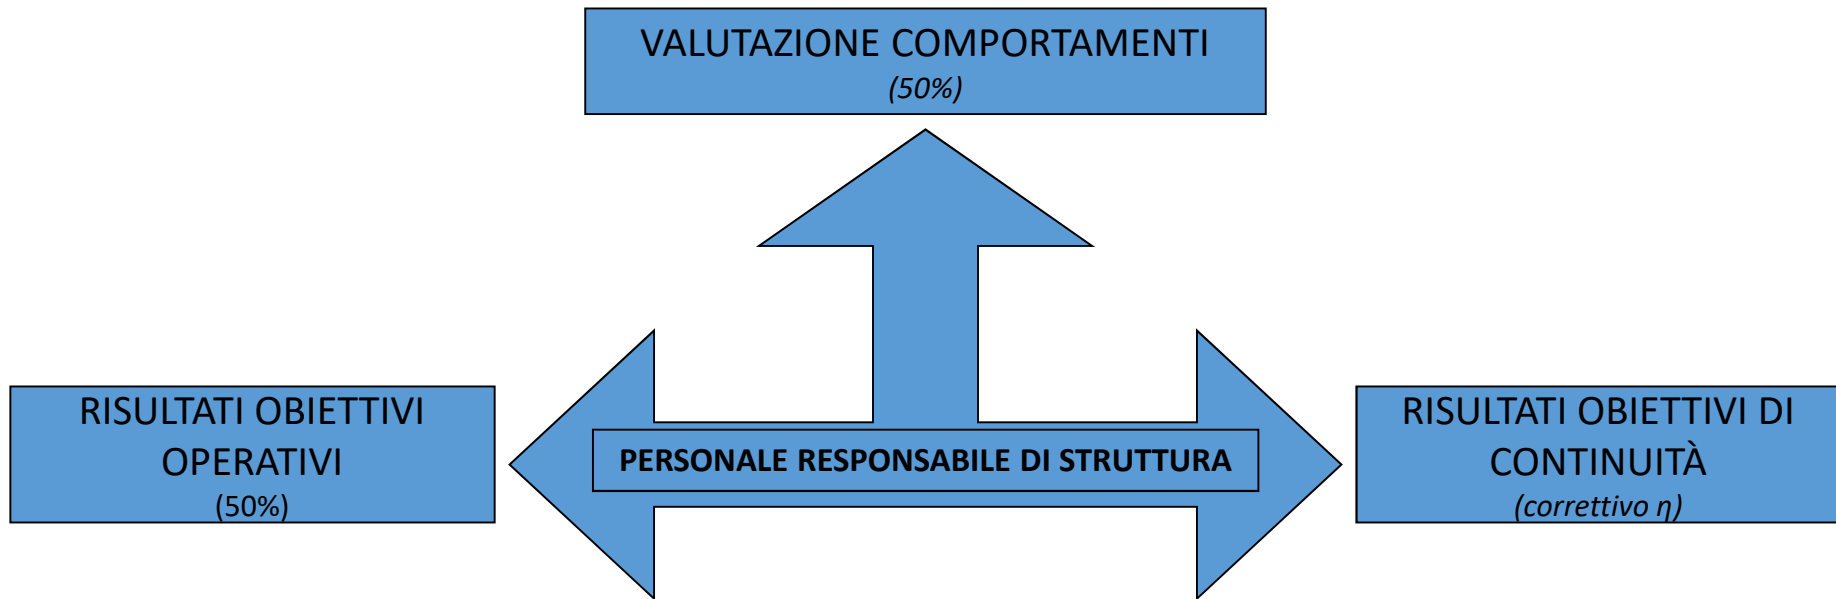 VALUTAZIONE COMPORTAMENTI
(50%)
RISULTATI OBIETTIVI
OPERATIVI
(50%)
PERSONALE RESPONSABILE DI STRUTTURA
RISULTATI OBIETTIVI DI
CONTINUITÀ
(correttivo η)